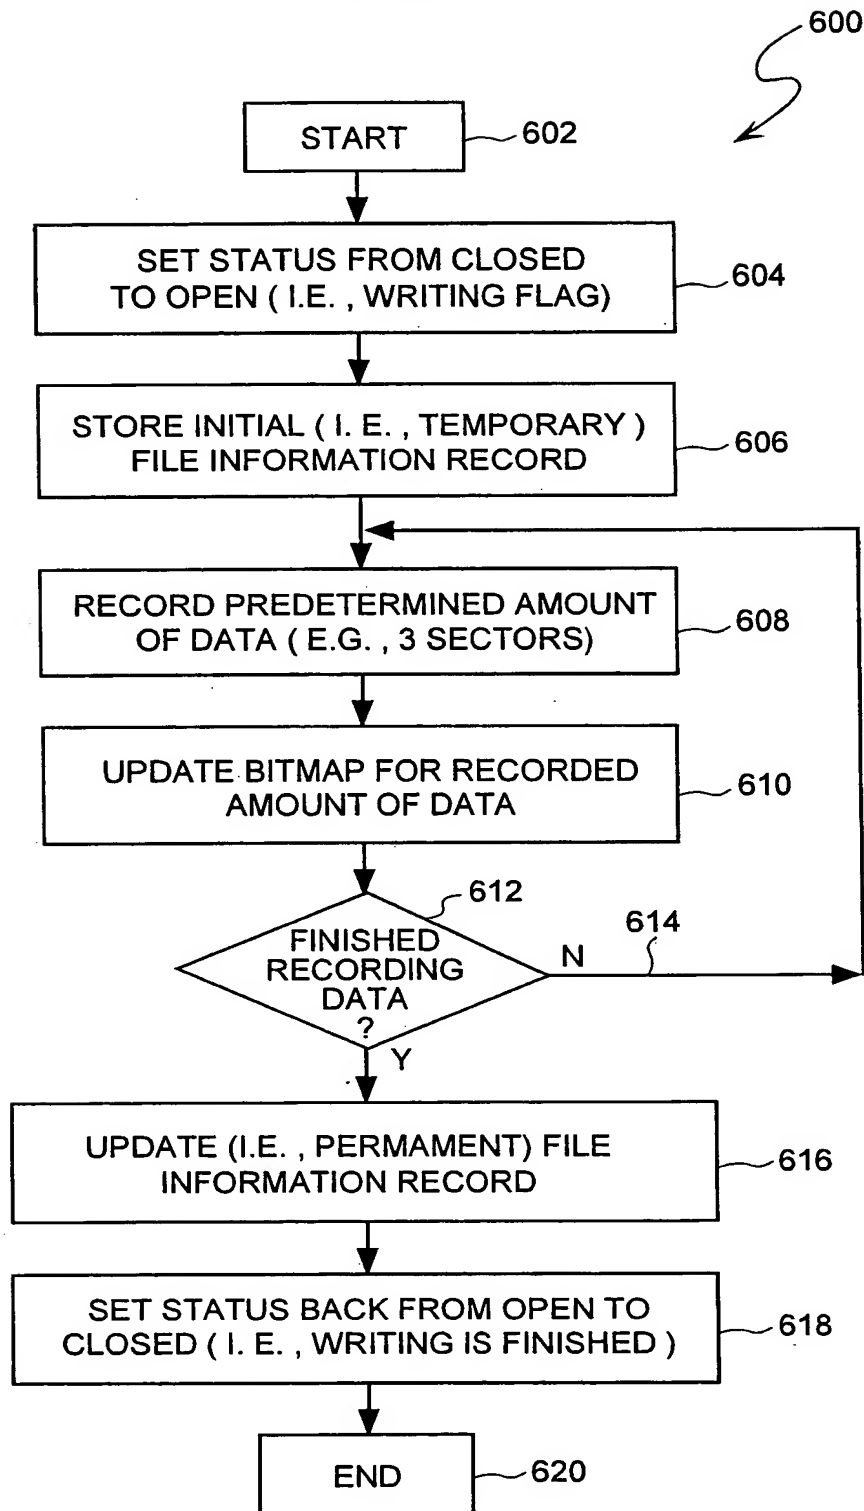 600
START
602
SET STATUS FROM CLOSED
TO OPEN ( I.E. , WRITING FLAG)
604
STORE INITIAL ( I. E. , TEMPORARY )
FILE INFORMATION RECORD
606
RECORD PREDETERMINED AMOUNT
OF DATA ( E.G. , 3 SECTORS)
608
UPDATE BITMAP FOR RECORDED
AMOUNT OF DATA
610
612
FINISHED
RECORDING
DATA
?
N
614
Y
UPDATE (I.E. , PERMAMENT) FILE
INFORMATION RECORD
616
SET STATUS BACK FROM OPEN TO
CLOSED ( I. E. , WRITING IS FINISHED )
618
END
620